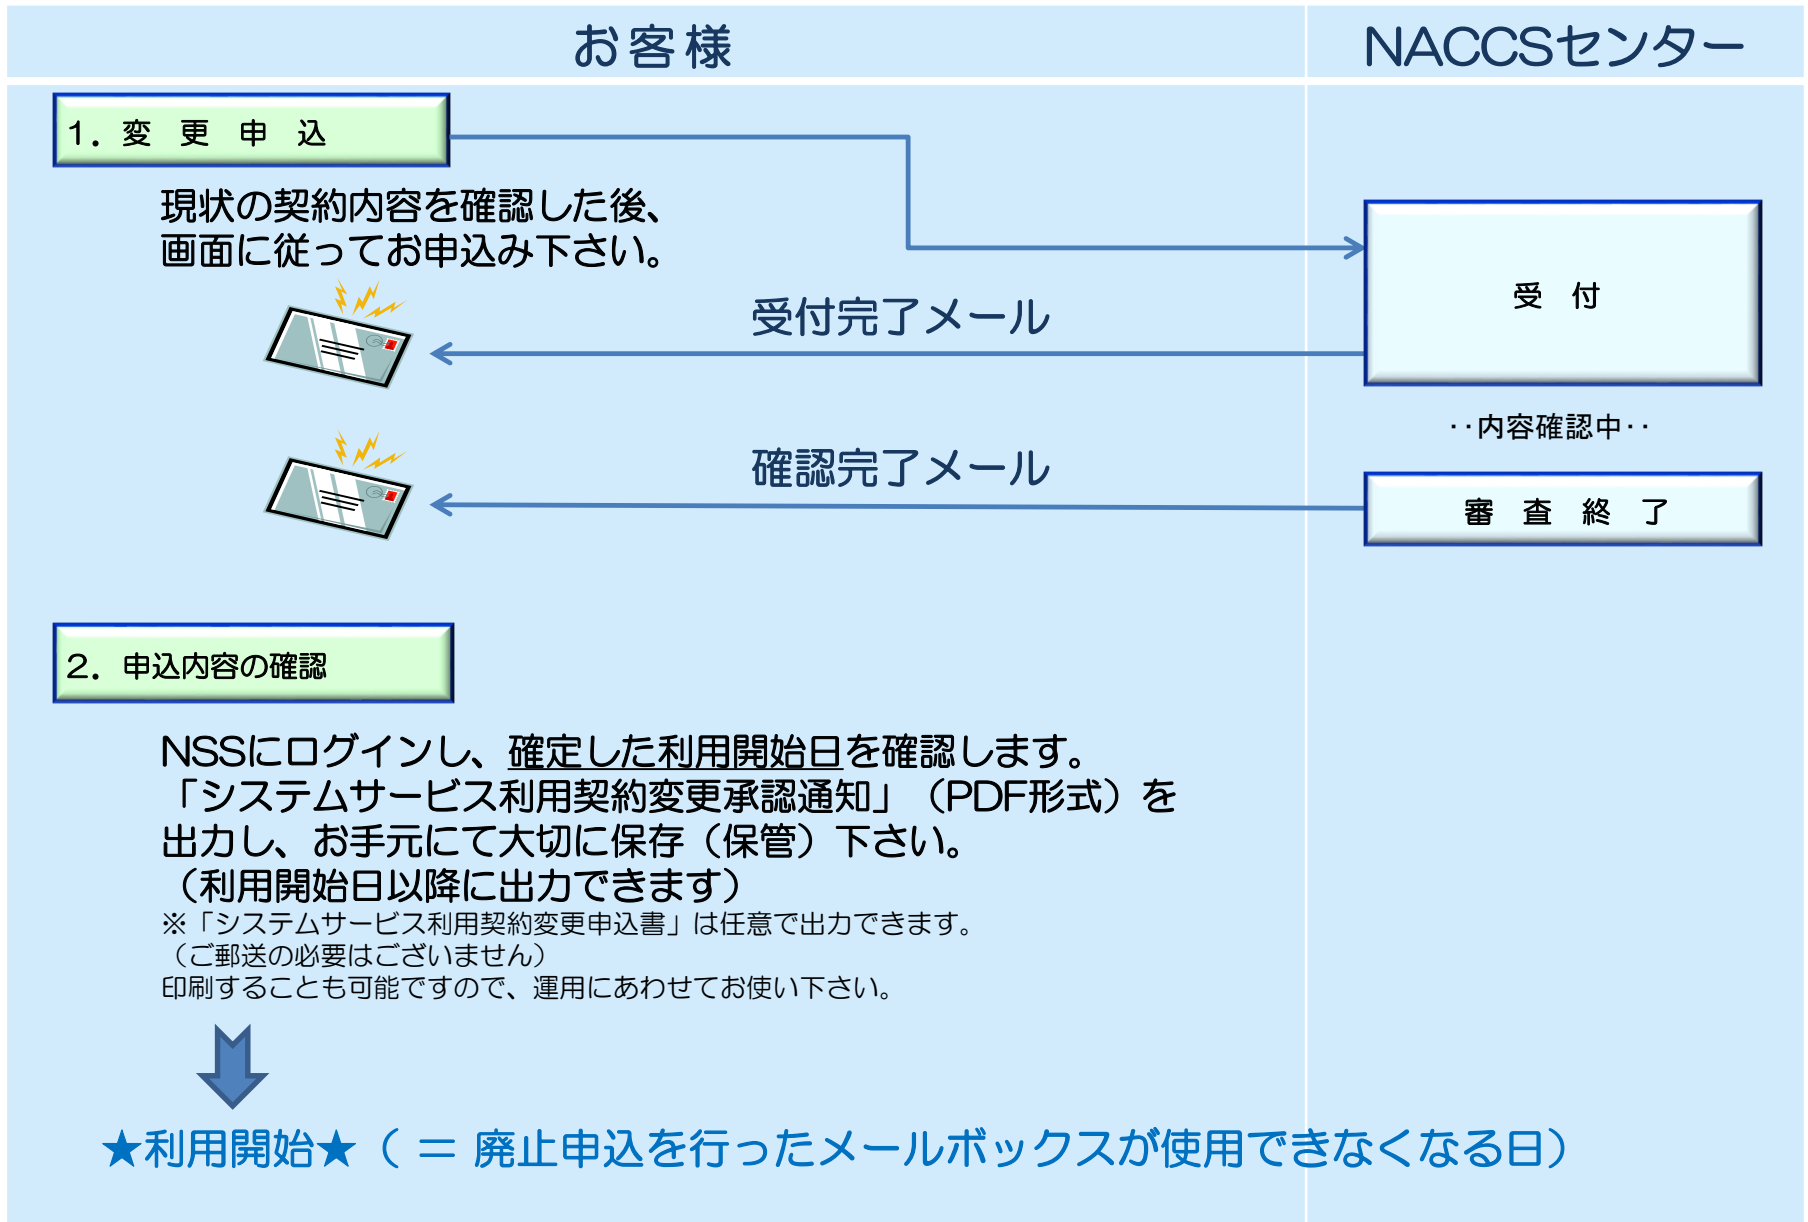 お客様
NACCSセンター
１．変　更　申　込
現状の契約内容を確認した後、
画面に従ってお申込み下さい。
受　付
受付完了メール
‥内容確認中‥
確認完了メール
審　査　終　了
２．申込内容の確認
NSSにログインし、確定した利用開始日を確認します。
「システムサービス利用契約変更承認通知」（PDF形式）を
出力し、お手元にて大切に保存（保管）下さい。
（利用開始日以降に出力できます）
※「システムサービス利用契約変更申込書」は任意で出力できます。
（ご郵送の必要はございません）
印刷することも可能ですので、運用にあわせてお使い下さい。
★利用開始★（ ＝ 廃止申込を行ったメールボックスが使用できなくなる日）